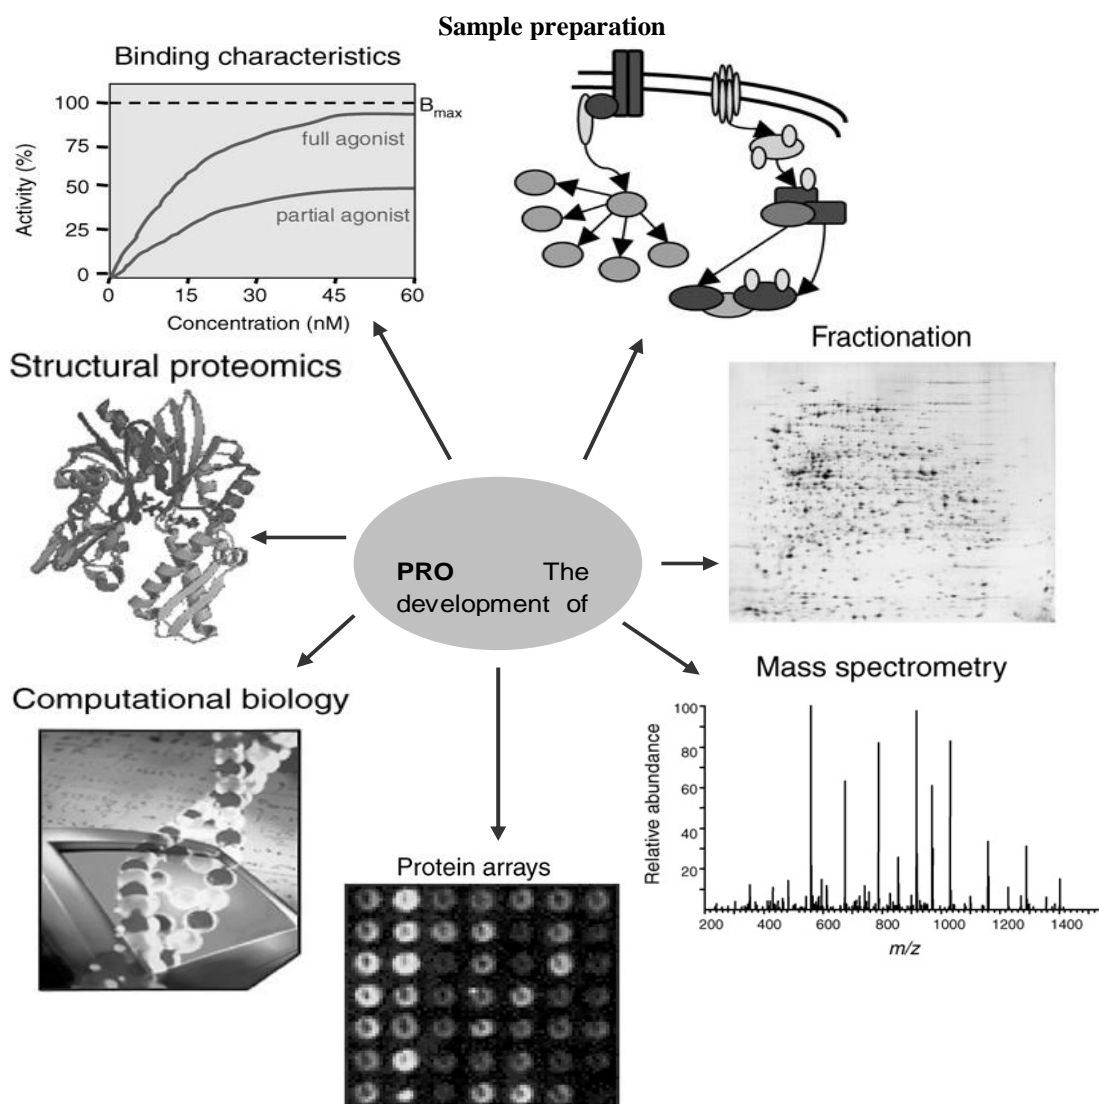 Sample preparation
Binding characteristics
100
75
50
25
0
Activity (%)
Bmax
full agonist
partial agonist
0 15 30 45 60
Concentration (nM)
Fractionation
Structural proteomics
PRO The
development of
Mass spectrometry
100
80
60
40
20
Relative abundance
200 400 600 800 1000 1200 1400
m/z
Computational biology
Protein arrays